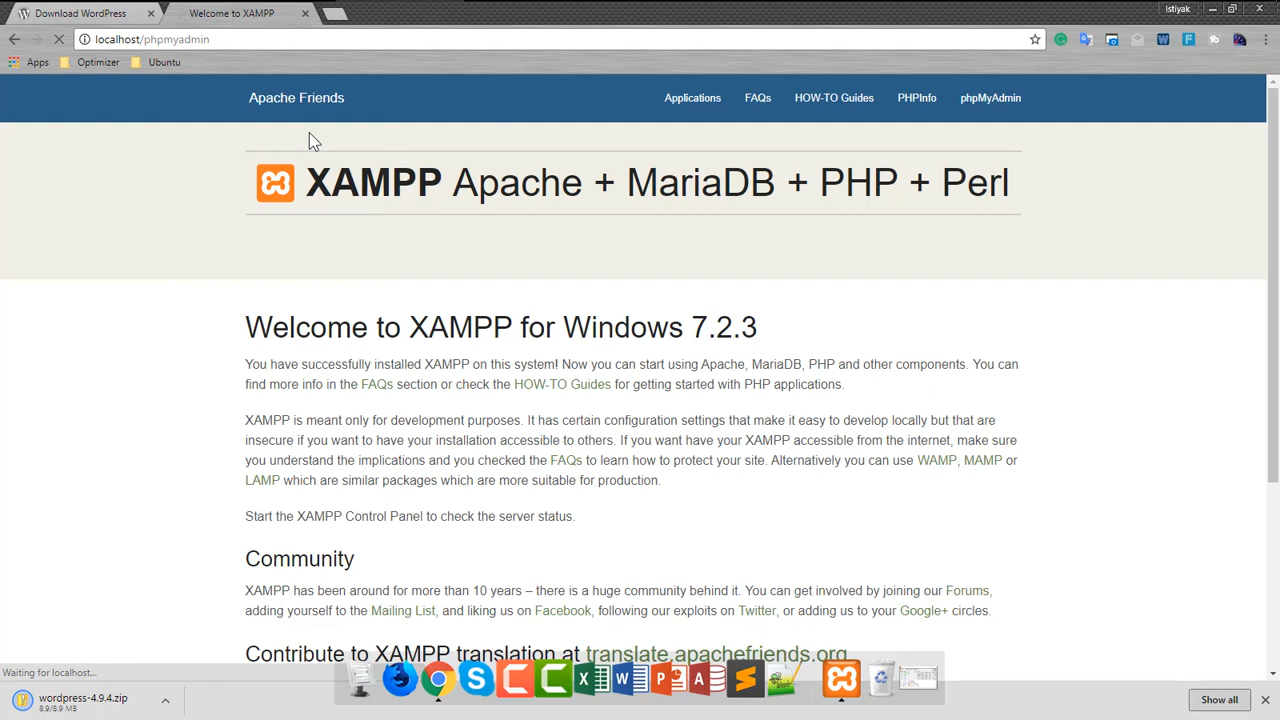 Download WordPress
Welcome to XAMPP
Istiyak
localhost/phpmyadmin
Apps
Optimizer
Ubuntu
Apache Friends
Applications
FAQs
HOW-TO Guides
PHPInfo
phpMyAdmin
XAMPP Apache + MariaDB + PHP + Perl
Welcome to XAMPP for Windows 7.2.3
You have successfully installed XAMPP on this system! Now you can start using Apache, MariaDB, PHP and other components. You can
find more info in the FAQs section or check the HOW-TO Guides for getting started with PHP applications.
XAMPP is meant only for development purposes. It has certain configuration settings that make it easy to develop locally but that are
insecure if you want to have your installation accessible to others. If you want have your XAMPP accessible from the internet, make sure
you understand the implications and you checked the FAQs to learn how to protect your site. Alternatively you can use WAMP, MAMP or
LAMP which are similar packages which are more suitable for production.
Start the XAMPP Control Panel to check the server status.
Community
XAMPP has been around for more than 10 years – there is a huge community behind it. You can get involved by joining our Forums,
adding yourself to the Mailing List, and liking us on Facebook, following our exploits on Twitter, or adding us to your Google+ circles.
Contribute to XAMPP translation at translate.apachefriends.org
Waiting for localhost...
wordpress-4.9.4.zip
8.9/8.9 MB
Show all